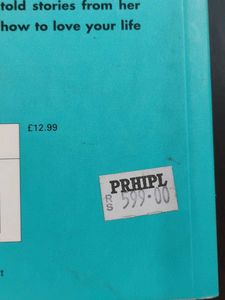 told stories from her
how to love your life
£12.99
PRHIPL
RS 599.00